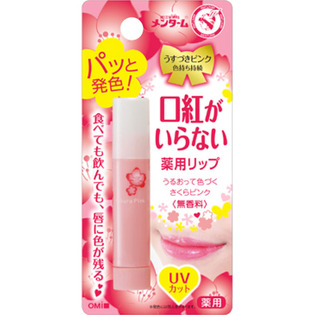 メンターム
うすづきピンク
色持ち持続
パッと
発色!
口紅が
いらない
薬用リップ
うるおって色づく
さくらピンク
〈無香料〉
食べても飲んでも、唇に色が残る
UV
カット
OMI
薬用